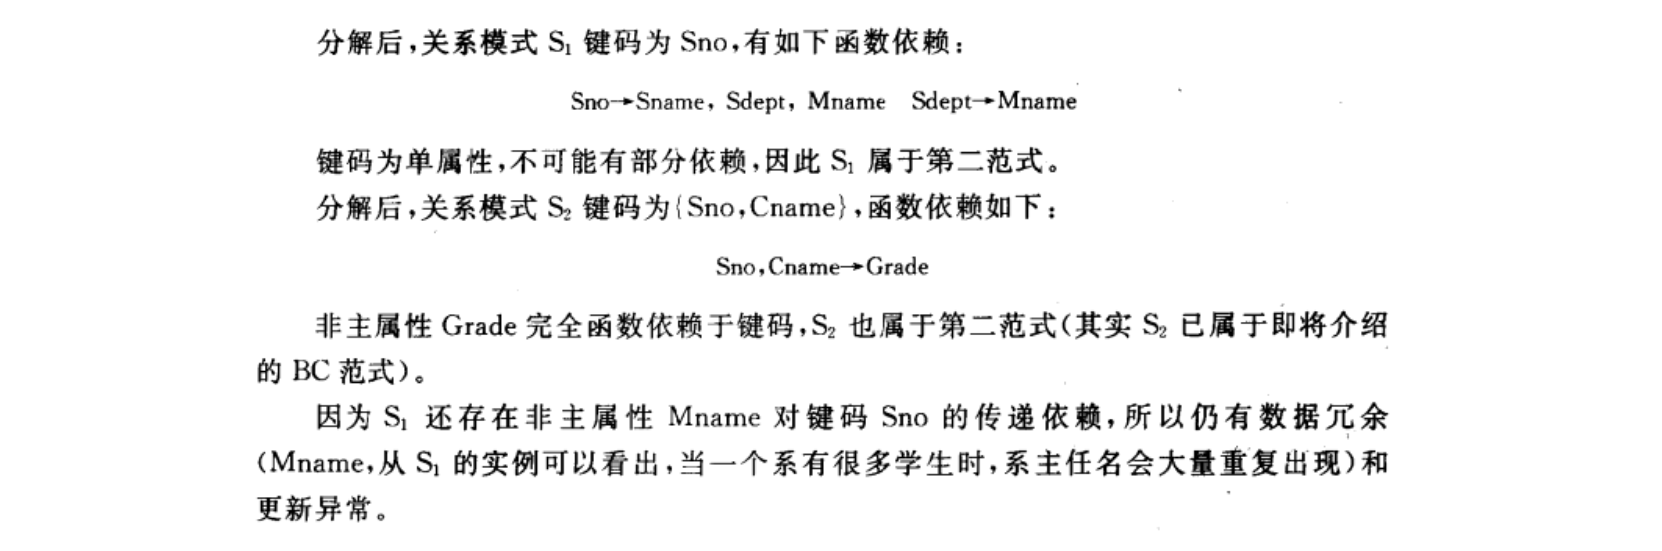 分解后,关系模式 S₁ 键码为 Sno,有如下函数依赖:
Sno→Sname, Sdept, Mname Sdept→Mname
键码为单属性,不可能有部分依赖,因此 S₁ 属于第二范式。
分解后,关系模式 S₂ 键码为{Sno,Cname},函数依赖如下:
Sno,Cname→Grade
非主属性 Grade 完全函数依赖于键码,S₂ 也属于第二范式(其实 S₂ 已属于即将介绍
的 BC 范式)。
因为 S₁ 还存在非主属性 Mname 对键码 Sno 的传递依赖,所以仍有数据冗余
(Mname,从 S₁ 的实例可以看出,当一个系有很多学生时,系主任名会大量重复出现)和
更新异常。